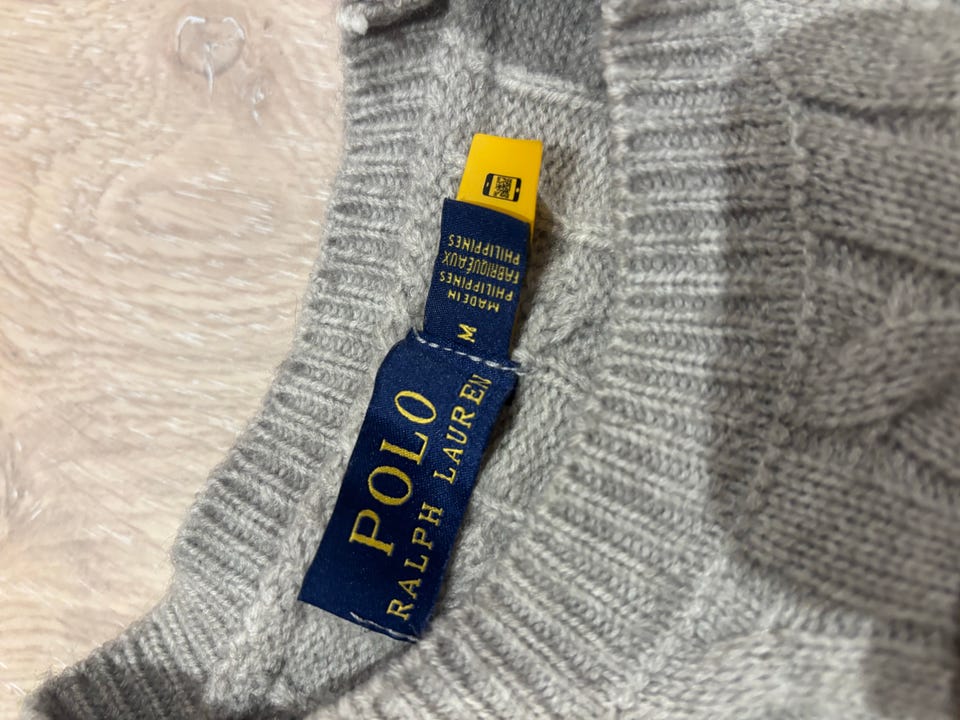 POLO
RALPH LAUREN
M
MADE IN
PHILIPPINES
FABRIQUÉ AUX
PHILIPPINES